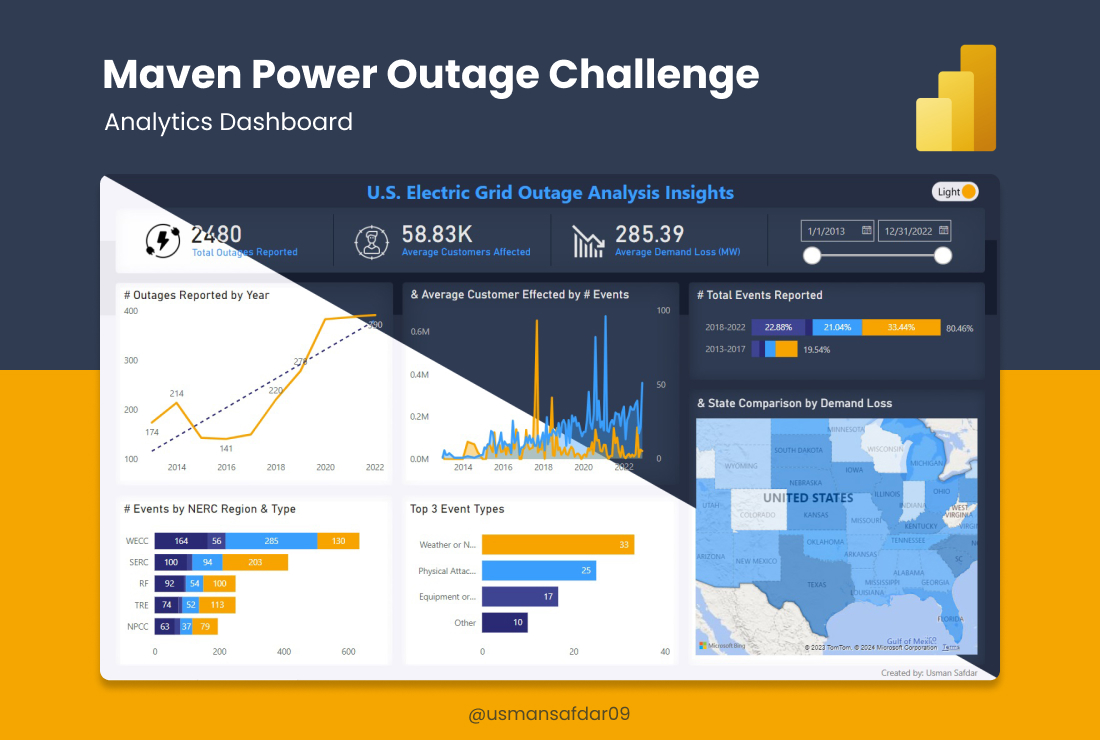 Maven Power Outage Challenge
Analytics Dashboard
U.S. Electric Grid Outage Analysis Insights
Light
2480
Total Outages Reported
58.83K
Average Customers Affected
285.39
Average Demand Loss (MW)
1/1/2013
12/31/2022
# Outages Reported by Year
400
300
200
100
174
214
141
220
2014
2016
2018
2020
2022
& Average Customer Effected by # Events
0.6M
0.4M
0.2M
0.0M
100
50
0
2014
2016
2018
2020
2022
# Total Events Reported
2018-2022
22.88%
21.04%
33.44%
80.46%
2013-2017
19.54%
& State Comparison by Demand Loss
MINNESOTA
SOUTH DAKOTA
WISCONSIN
WYOMING
MICHIGAN
IOWA
NEBRASKA
UNITED STATES
ILLINOIS
INDIANA
OHIO
UTAH
COLORADO
KANSAS
MISSOURI
WEST
VIRGINIA
KENTUCKY
ARIZONA
NEW MEXICO
OKLAHOMA
TENNESSEE
ARKANSAS
SC
TEXAS
MISSISSIPPI
ALABAMA
GEORGIA
LOUISIANA
FLORIDA
Gulf of Mexico
Microsoft Bing
© 2023 TomTom, © 2024 Microsoft Corporation Terms
# Events by NERC Region & Type
WECC
164
56
285
130
SERC
100
94
203
RF
92
54
100
TRE
74
52
113
NPCC
63
37
79
0
200
400
600
Top 3 Event Types
Weather or N...
33
Physical Attac...
25
Equipment or...
17
Other
10
0
20
40
Created by: Usman Safdar
@usmansafdar09